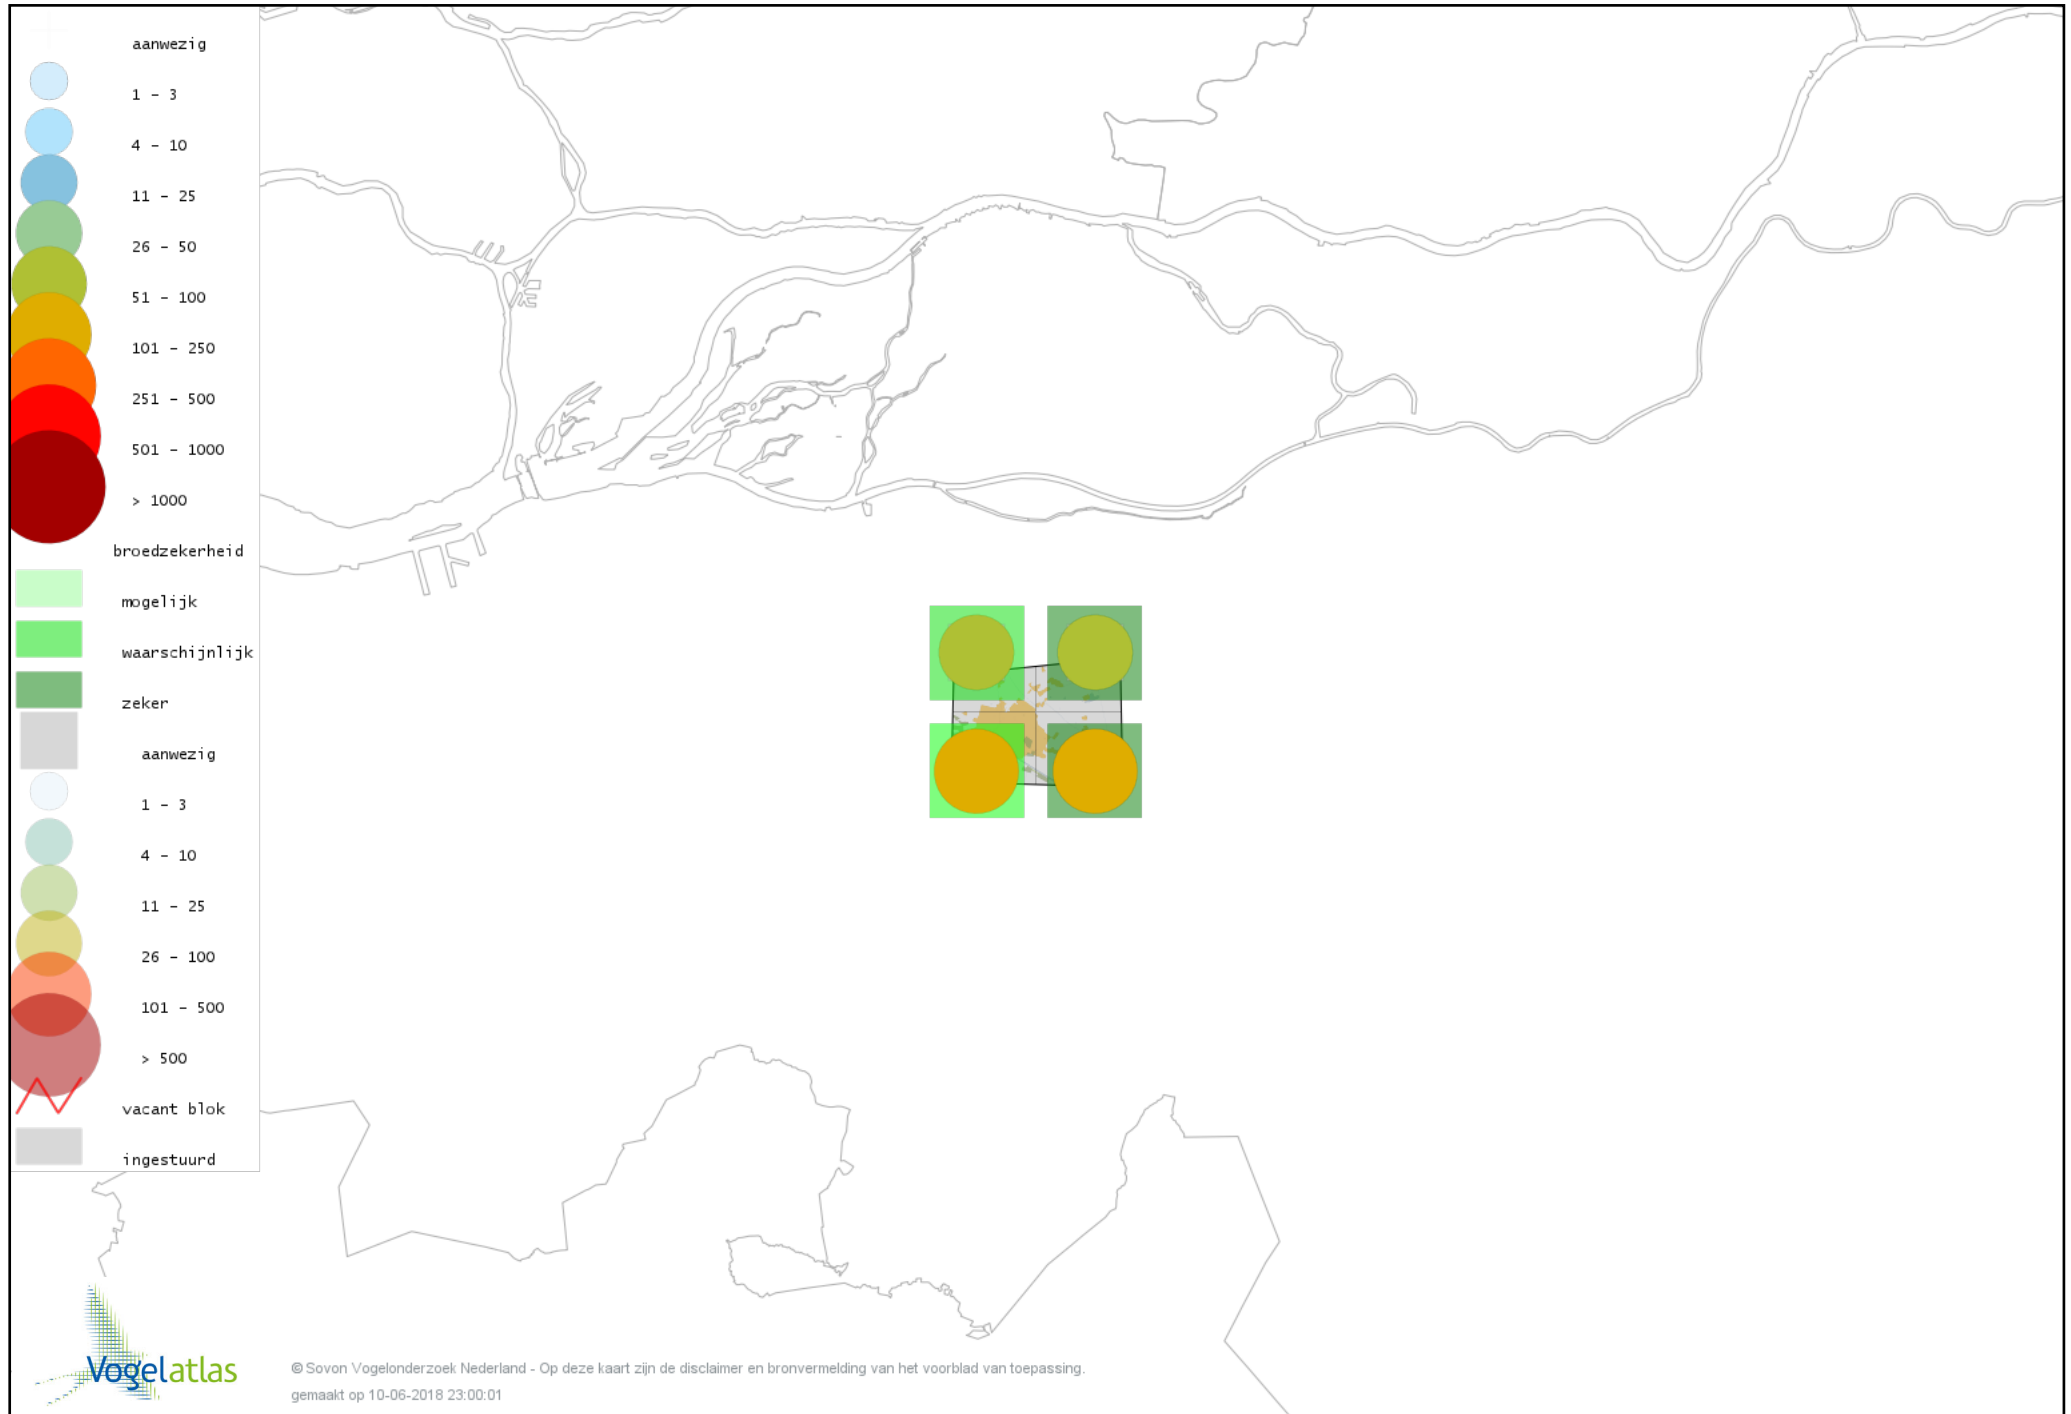 aanwezig
1 - 3
4 - 10
11 - 25
26 - 50
51 - 100
101 - 250
251 - 500
501 - 1000
> 1000
broedzekerheid
mogelijk
waarschijnlijk
zeker
aanwezig
1 - 3
4 - 10
11 - 25
26 - 100
101 - 500
> 500
vacant blok
ingestuurd
Vogelatlas
© Sovon Vogelonderzoek Nederland - Op deze kaart zijn de disclaimer en bronvermelding van het voorblad van toepassing.
gemaakt op 10-06-2018 23:00:01